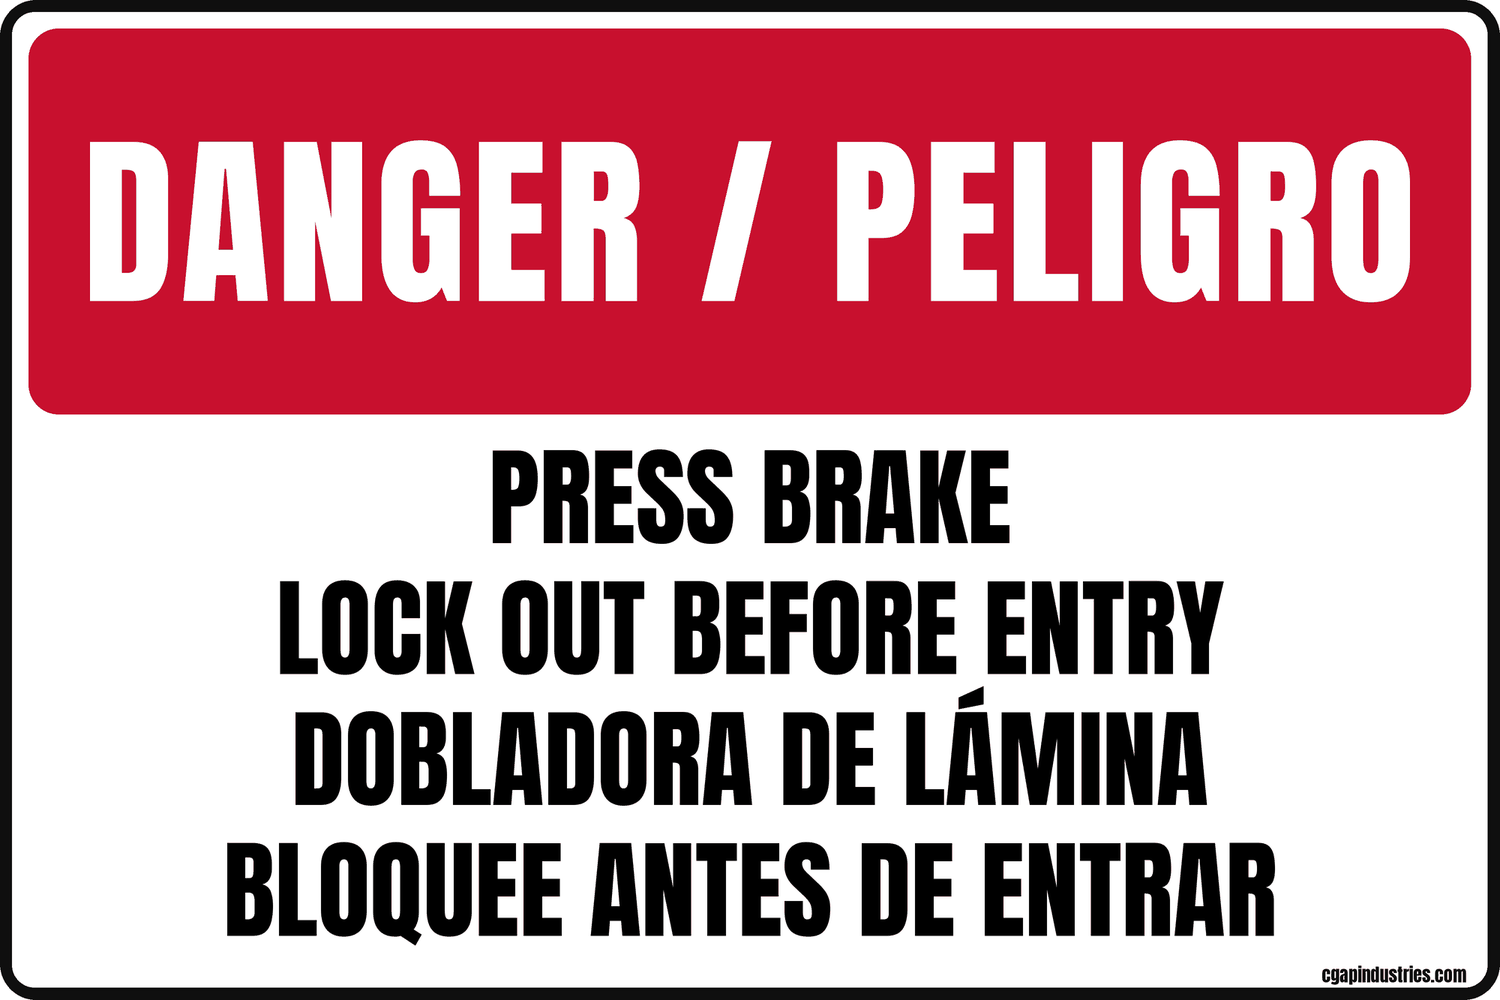 DANGER / PELIGRO
PRESS BRAKE
LOCK OUT BEFORE ENTRY
DOBLADORA DE LÁMINA
BLOQUEE ANTES DE ENTRAR
cgapindustries.com